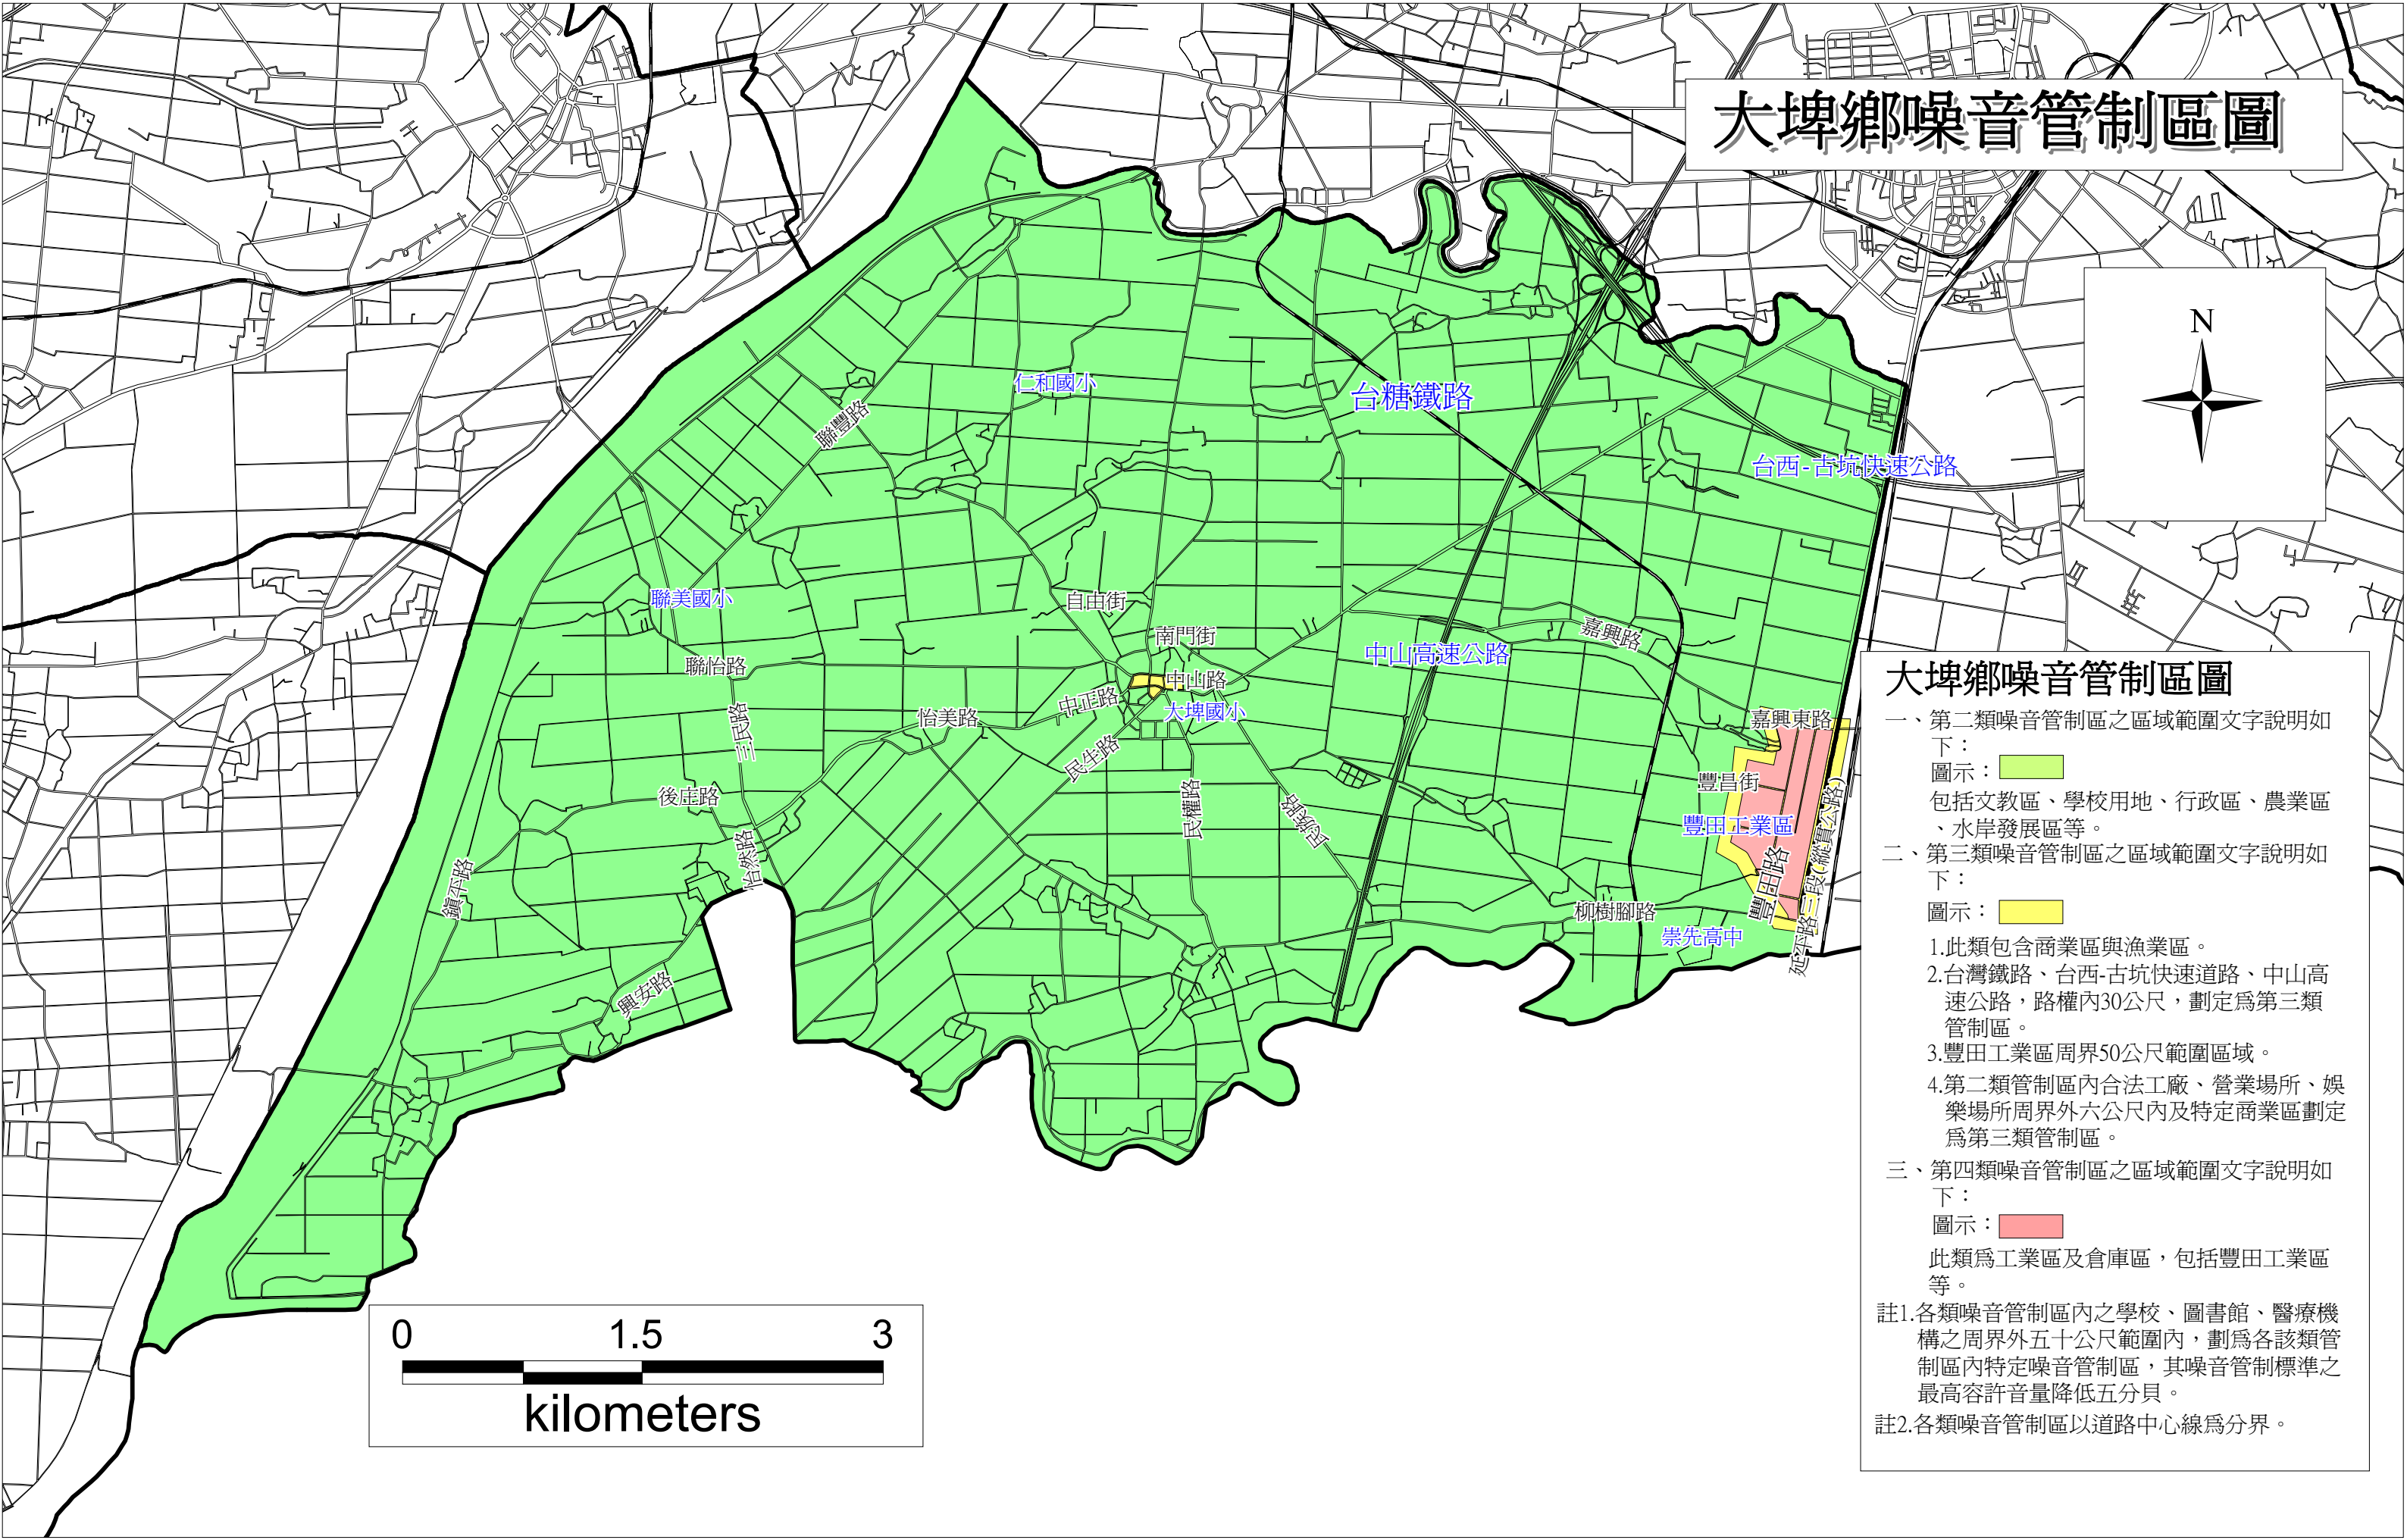 大埤鄉噪音管制區圖
N
仁和國小
台糖鐵路
聯豐路
台西-古坑快速公路
聯美國小
自由街
南門街
嘉興路
中山高速公路
聯怡路
中山路
中正路
大埤國小
怡美路
三民路
嘉興東路
民生路
豐昌街
後庄路
民權路
民族路
豐田工業區
怡然路
鎮平路
豐田路
延平路三段(縱貫公路)
柳樹腳路
崇先高中
興安路
大埤鄉噪音管制區圖
一、第二類噪音管制區之區域範圍文字說明如
下：
圖示：
包括文教區、學校用地、行政區、農業區
、水岸發展區等。
二、第三類噪音管制區之區域範圍文字說明如
下：
圖示：
1.此類包含商業區與漁業區。
2.台灣鐵路、台西-古坑快速道路、中山高
速公路，路權內30公尺，劃定為第三類
管制區。
3.豐田工業區周界50公尺範圍區域。
4.第二類管制區內合法工廠、營業場所、娛
樂場所周界外六公尺內及特定商業區劃定
為第三類管制區。
三、第四類噪音管制區之區域範圍文字說明如
下：
圖示：
此類為工業區及倉庫區，包括豐田工業區
等。
註1.各類噪音管制區內之學校、圖書館、醫療機
構之周界外五十公尺範圍內，劃為各該類管
制區內特定噪音管制區，其噪音管制標準之
最高容許音量降低五分貝。
註2.各類噪音管制區以道路中心線為分界。
0 1.5 3
kilometers